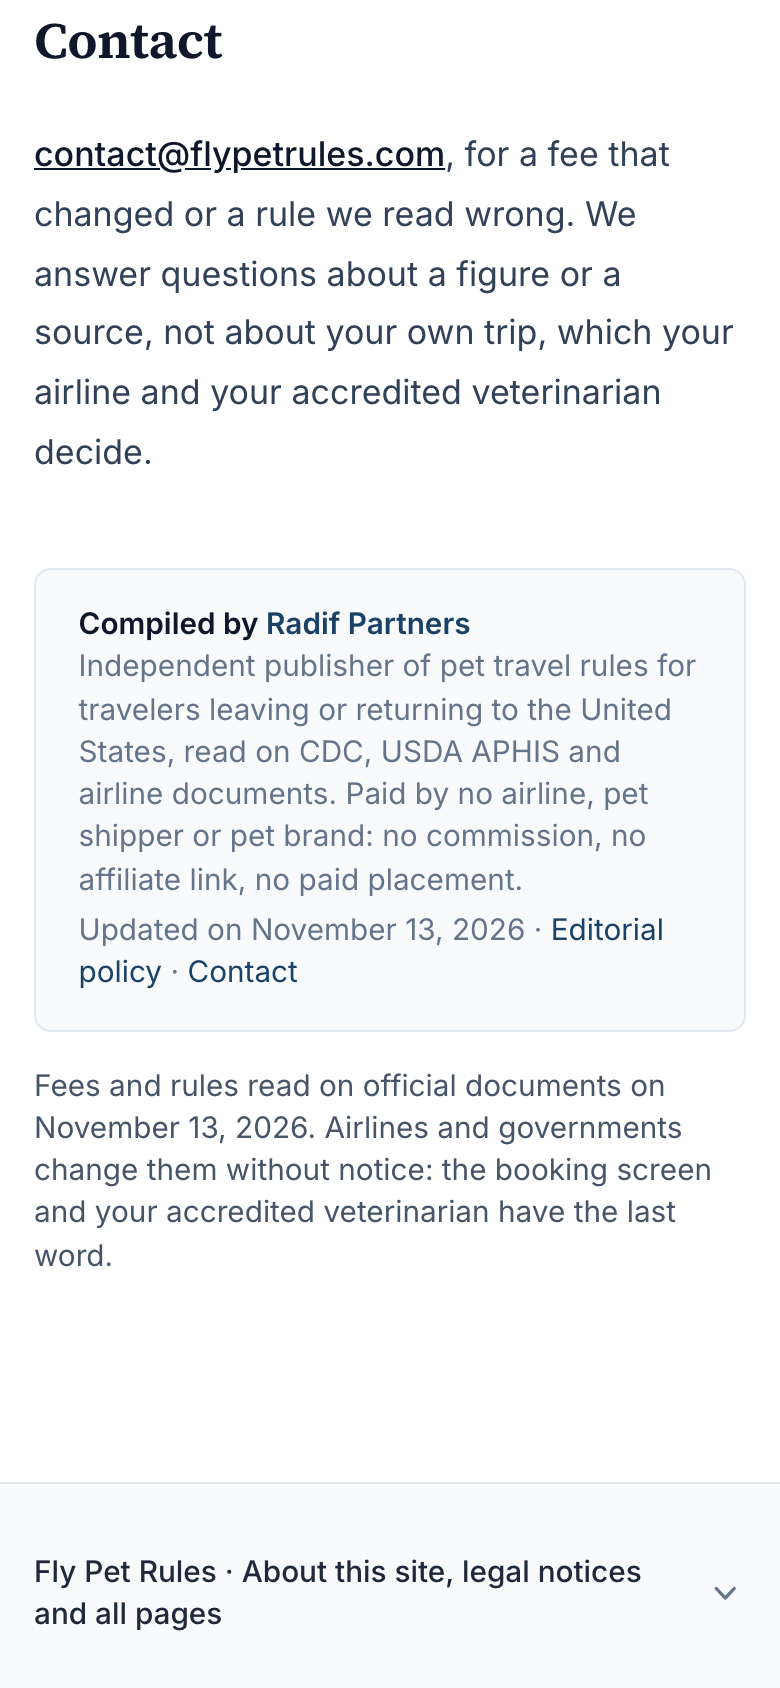 Contact
contact@flypetrules.com, for a fee that
changed or a rule we read wrong. We
answer questions about a figure or a
source, not about your own trip, which your
airline and your accredited veterinarian
decide.
Compiled by Radif Partners
Independent publisher of pet travel rules for
travelers leaving or returning to the United
States, read on CDC, USDA APHIS and
airline documents. Paid by no airline, pet
shipper or pet brand: no commission, no
affiliate link, no paid placement.
Updated on November 13, 2026 · Editorial
policy · Contact
Fees and rules read on official documents on
November 13, 2026. Airlines and governments
change them without notice: the booking screen
and your accredited veterinarian have the last
word.
Fly Pet Rules · About this site, legal notices
and all pages